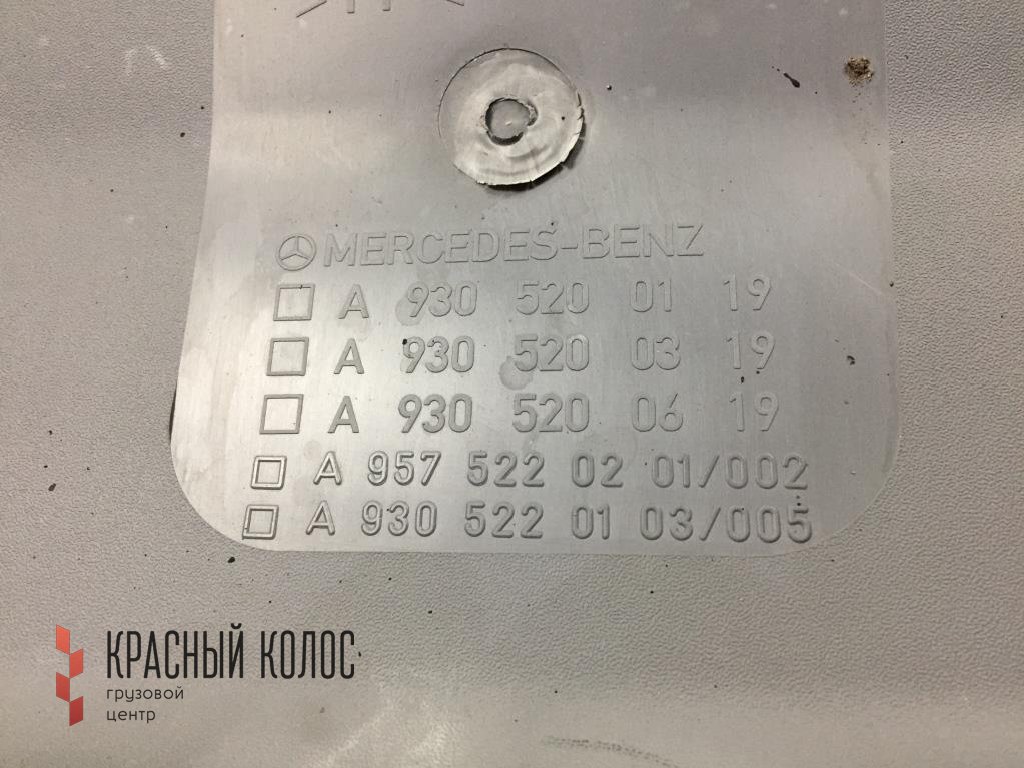 MERCEDES-BENZ
A 930 520 01 19
A 930 520 03 19
A 930 520 06 19
A 957 522 02 01/002
A 930 522 01 03/005
КРАСНЫЙ КОЛОС
грузовой
центр